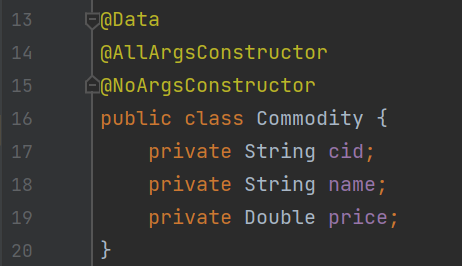 13 @Data
14 @AllArgsConstructor
15 @NoArgsConstructor
16 public class Commodity {
17     private String cid;
18     private String name;
19     private Double price;
20 }